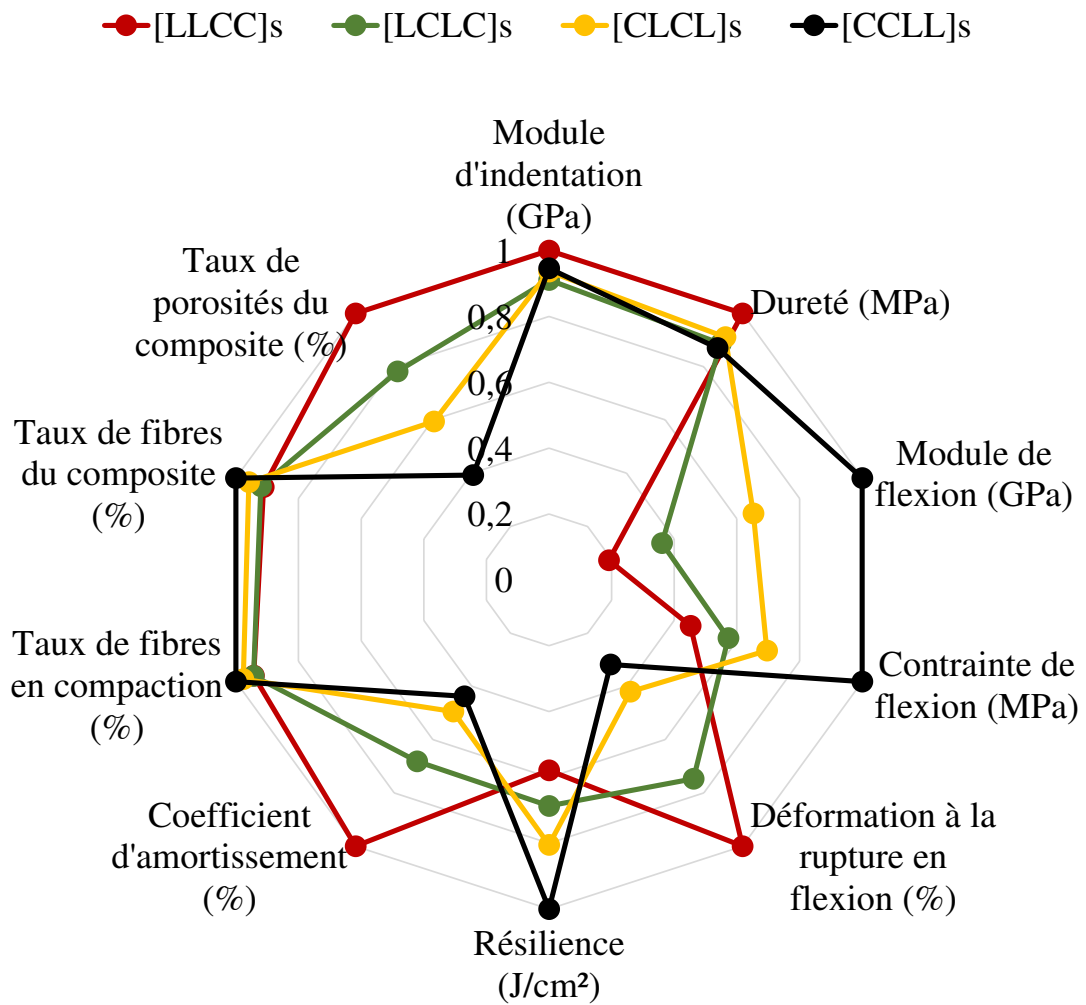 [LLCC]s [LCLC]s [CLCL]s [CCLL]s
Module
d'indentation
(GPa)
Dureté (MPa)
Module de
flexion (GPa)
Contrainte de
flexion (MPa)
Déformation à la
rupture en
flexion (%)
Résilience
(J/cm²)
Coefficient
d'amortissement
(%)
Taux de fibres
en compaction
(%)
Taux de fibres
du composite
(%)
Taux de
porosités du
composite (%)
1
0,8
0,6
0,4
0,2
0